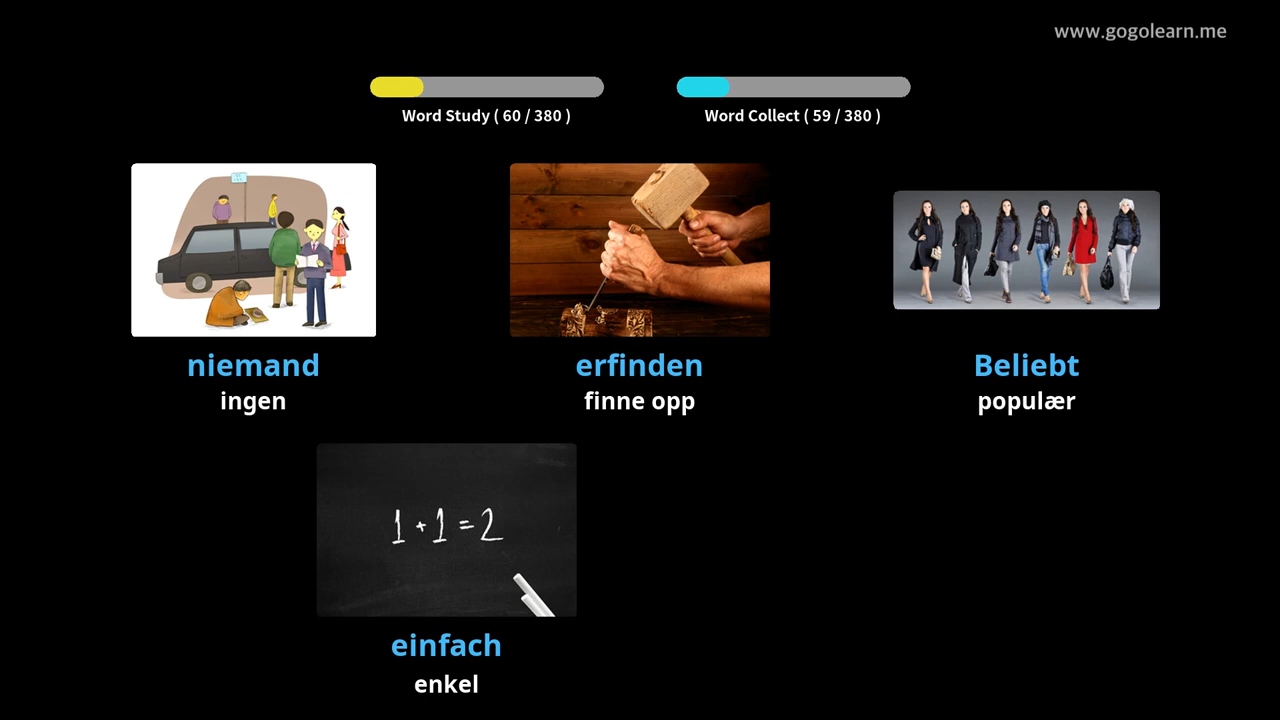 www.gogolearn.me
Word Study ( 60 / 380 )
Word Collect ( 59 / 380 )
niemand
ingen
erfinden
finne opp
Beliebt
populær
1 + 1 = 2
einfach
enkel